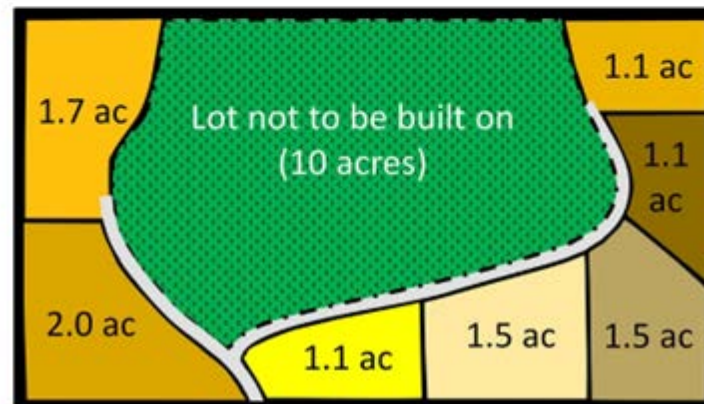 1.7 ac
Lot not to be built on
(10 acres)
1.1 ac
1.1
ac
2.0 ac
1.1 ac
1.5 ac
1.5 ac